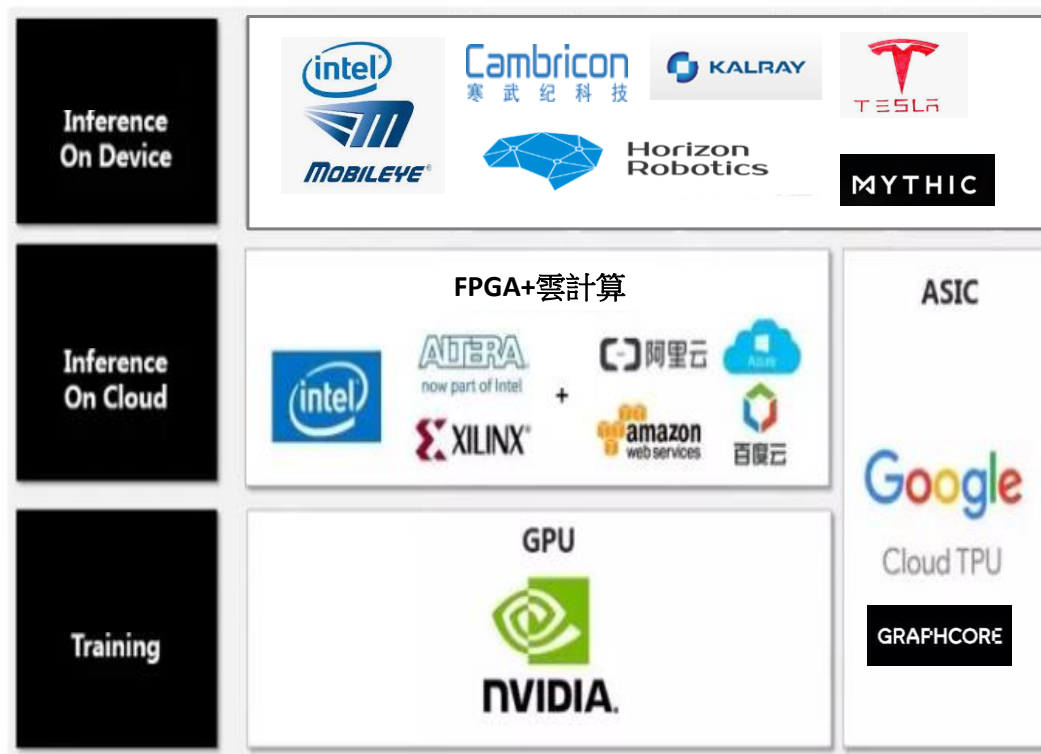 Inference
On Device
intel
MOBILEYE
Cambricon
寒武纪科技
KALRAY
TESLA
Horizon
Robotics
MYTHIC
Inference
On Cloud
FPGA+雲計算
intel
ALTERA
now part of Intel
XILINX
+
阿里云
Azure
amazon
web services
百度云
ASIC
Google
Cloud TPU
GRAPHCORE
Training
GPU
NVIDIA.